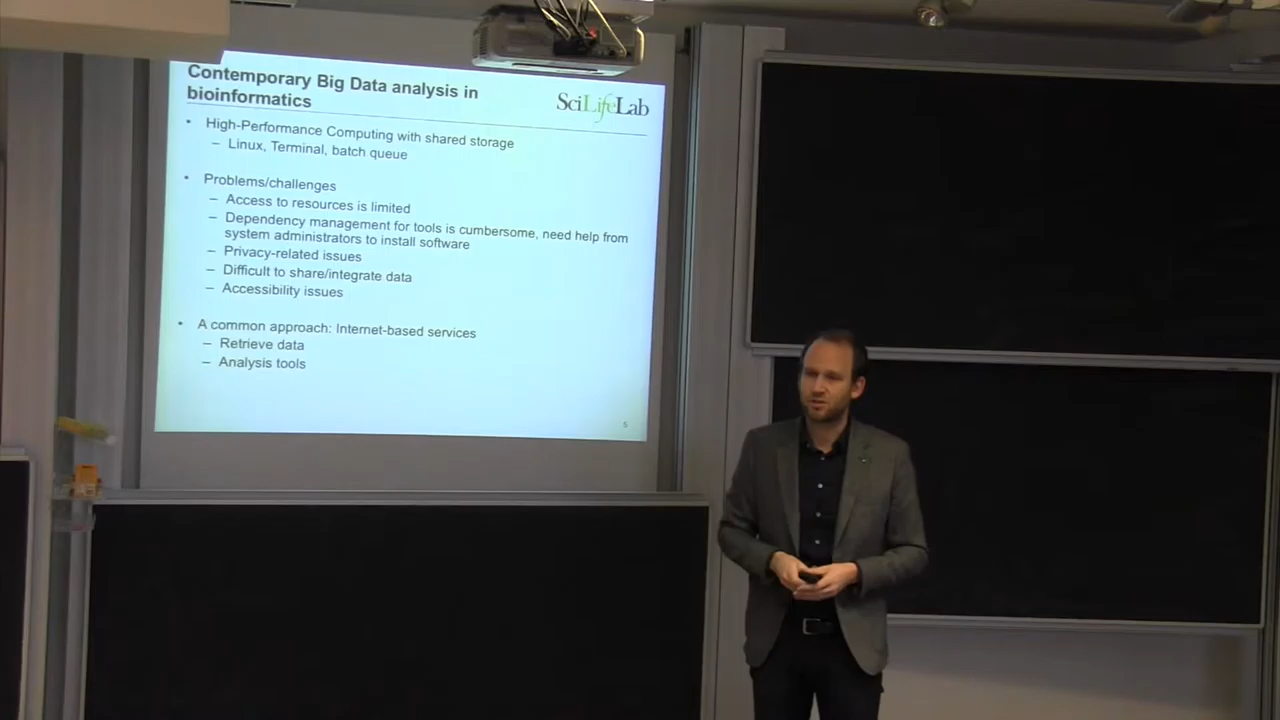 Contemporary Big Data analysis in
bioinformatics
SciLifeLab
• High-Performance Computing with shared storage
– Linux, Terminal, batch queue
• Problems/challenges
– Access to resources is limited
– Dependency management for tools is cumbersome, need help from
system administrators to install software
– Privacy-related issues
– Difficult to share/integrate data
– Accessibility issues
• A common approach: Internet-based services
– Retrieve data
– Analysis tools
5